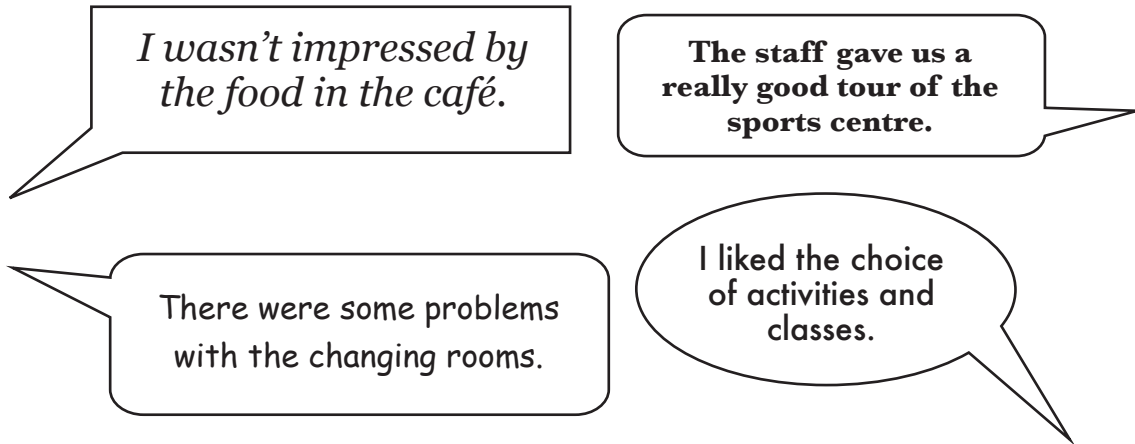 I wasn't impressed by
the food in the café.
The staff gave us a
really good tour of the
sports centre.
There were some problems
with the changing rooms.
I liked the choice
of activities and
classes.